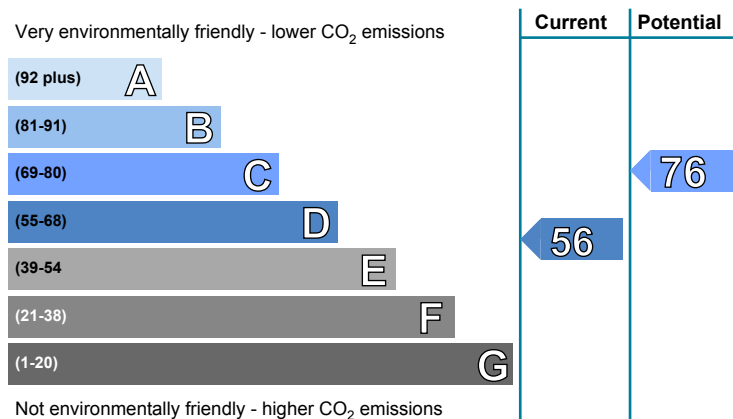 Current Potential
Very environmentally friendly - lower CO2 emissions
(92 plus) A
(81-91) B
(69-80) C
76
(55-68) D
56
(39-54 E
(21-38) F
(1-20) G
Not environmentally friendly - higher CO2 emissions